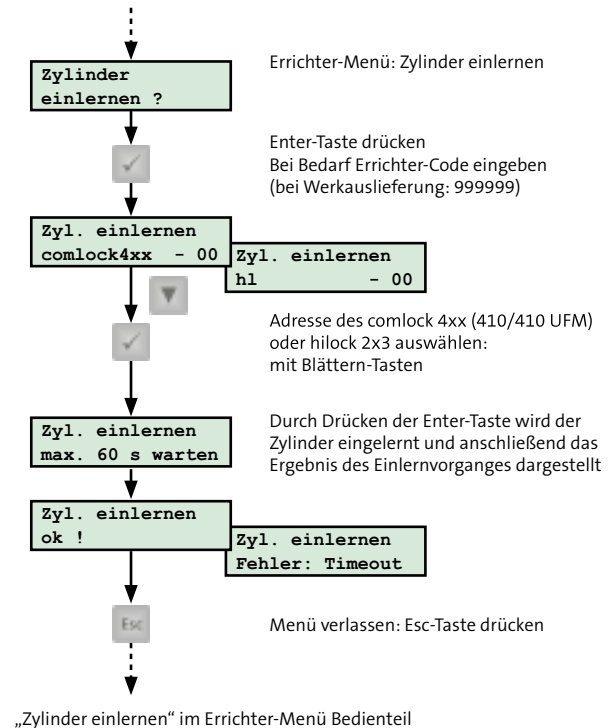 Zylinder
einlernen ?
Errichter-Menü: Zylinder einlernen
Enter-Taste drücken
Bei Bedarf Errichter-Code eingeben
(bei Werkauslieferung: 999999)
Zyl. einlernen
comlock4xx - 00
Zyl. einlernen
hl - 00
Adresse des comlock 4xx (410/410 UFM)
oder hilock 2x3 auswählen:
mit Blättern-Tasten
Zyl. einlernen
max. 60 s warten
Durch Drücken der Enter-Taste wird der
Zylinder eingelernt und anschließend das
Ergebnis des Einlernvorganges dargestellt
Zyl. einlernen
ok !
Zyl. einlernen
Fehler: Timeout
Esc
Menü verlassen: Esc-Taste drücken
„Zylinder einlernen“ im Errichter-Menü Bedienteil